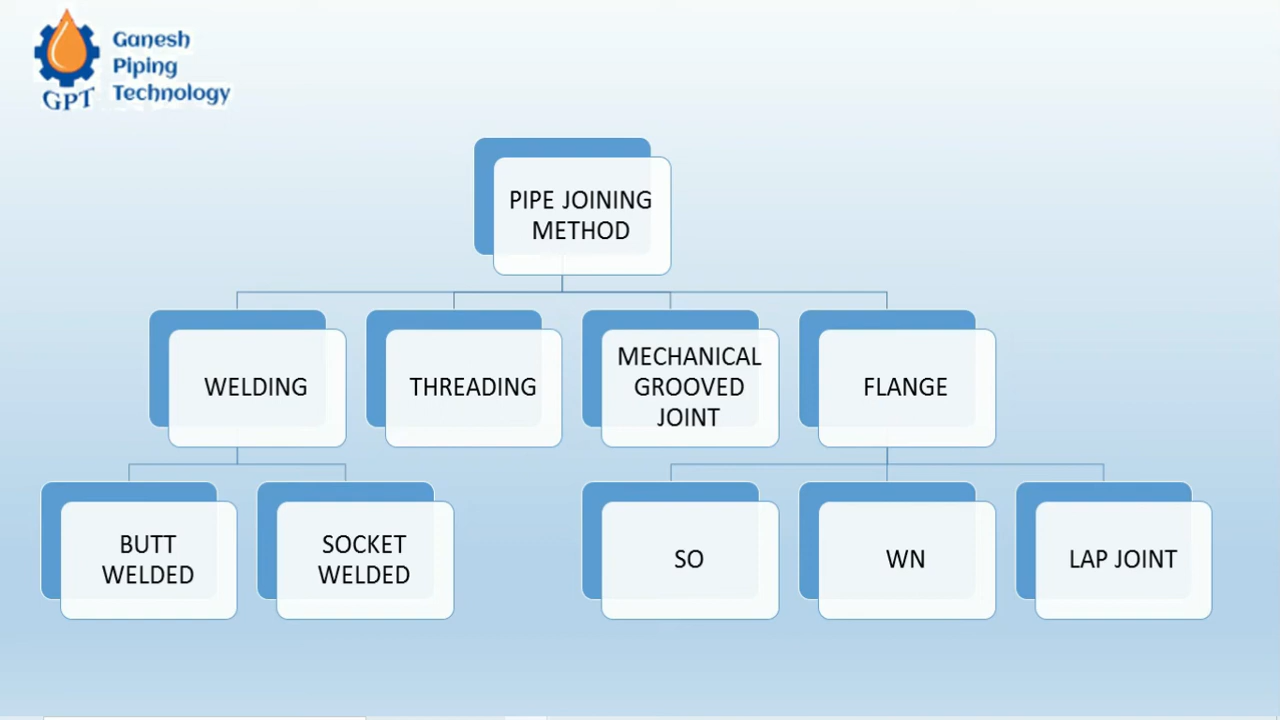 Ganesh
Piping
Technology
GPT
PIPE JOINING
METHOD
WELDING
THREADING
MECHANICAL
GROOVED
JOINT
FLANGE
BUTT
WELDED
SOCKET
WELDED
SO
WN
LAP JOINT